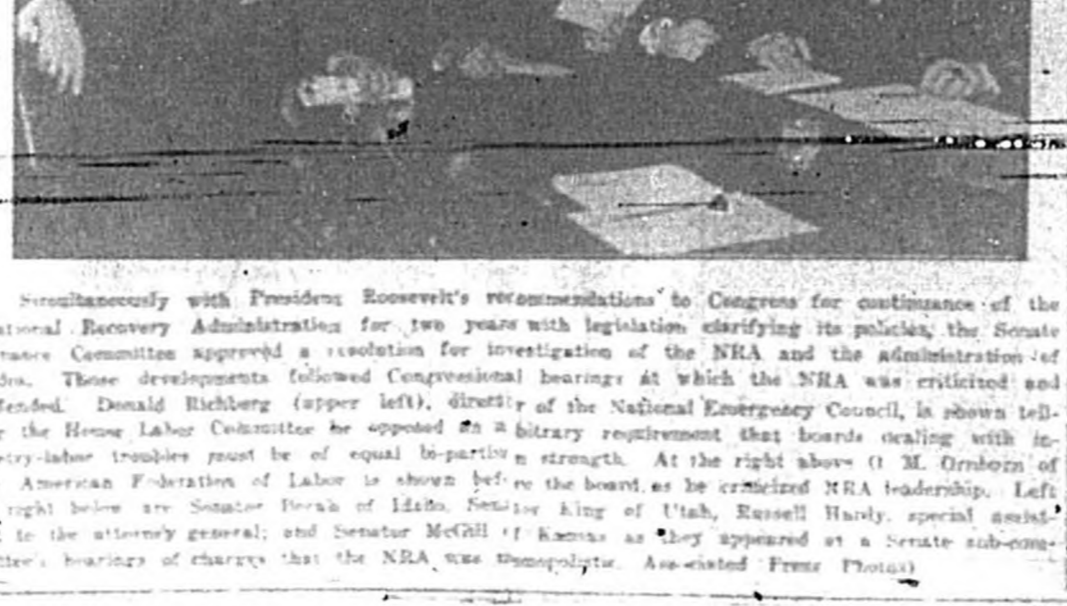 Simultaneously with President Roosevelt's recommendations to Congress for continuance of the
ational Recovery Administration for two years with legislation clarifying its policies, the Senate
nance Committee approved a resolution for investigation of the NRA and the administration of
des. Those developments followed Congressional hearings at which the NRA was criticized and
fended. Donald Richberg (upper left), director of the National Emergency Council, is shown tell-
r the House Labor Committee he opposed an arbitrary requirement that boards dealing with in-
stry-labor troubles must be of equal bi-partisan strength. At the right above O. M. Ornborn of
American Federation of Labor is shown before the board as he criticized NRA leadership. Left
right below are Senator Borah of Idaho, Senator King of Utah, Russell Hardy, special assist-
t to the attorney general; and Senator McGill of Kansas as they appeared at a Senate sub-com-
ttee's hearings of charges that the NRA was monopolistic. Associated Press Photos)